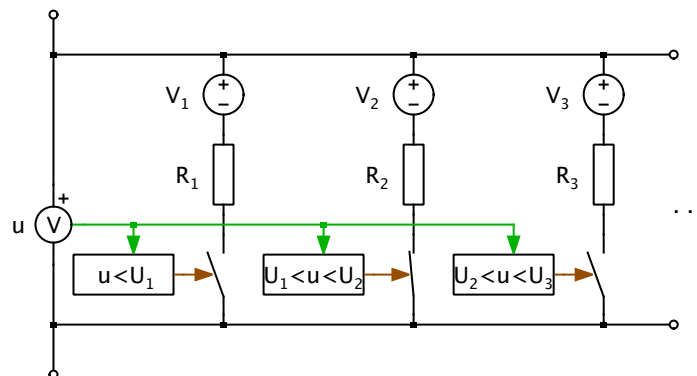 V₁
V₂
V₃
R₁
R₂
R₃
u
V
u<U₁
U₁<u<U₂
U₂<u<U₃
. .